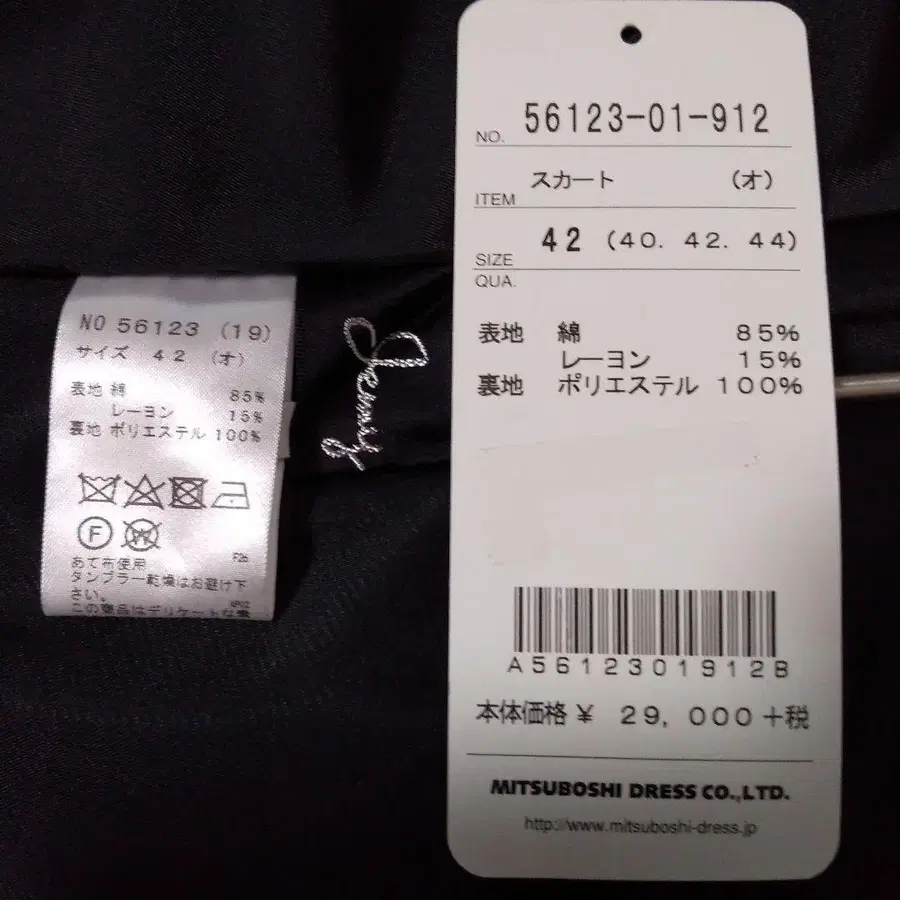 NO 56123 (19)
サイズ 42 (オ)
表地 綿 85%
レーヨン 15%
裏地 ポリエステル 100%
F
W
F26
あて布使用
タンブラー乾燥はお避け下
さい。
この商品はデリケートな
Jenny
NO. 56123-01-912
ITEM スカート (オ)
SIZE 42 (40. 42. 44)
QUA.
表地 綿 85%
レーヨン 15%
裏地 ポリエステル 100%
A5612301912B
本体価格 ¥ 29,000+税
MITSUBOSHI DRESS CO.,LTD.
http://www.mitsuboshi-dress.jp